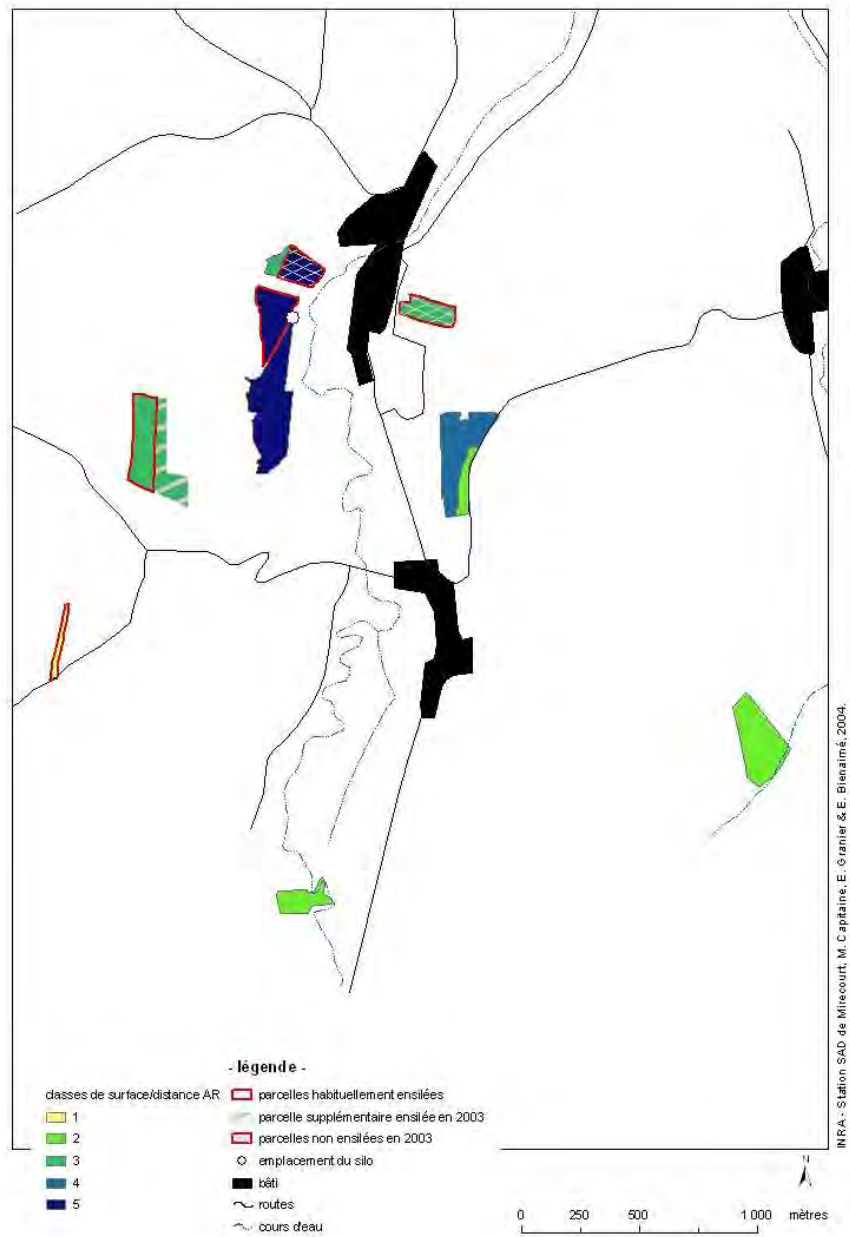 - légende -
classes de surface/distance AR
1
2
3
4
5
parcelles habituellement ensilées
parcelle supplémentaire ensilée en 2003
parcelles non ensilées en 2003
emplacement du silo
bâti
routes
cours d'eau
N
0 250 500 1 000 mètres
INRA - Station SAD de Mirecourt, M. Capitaine, E. Granier & E. Bienaimé, 2004.